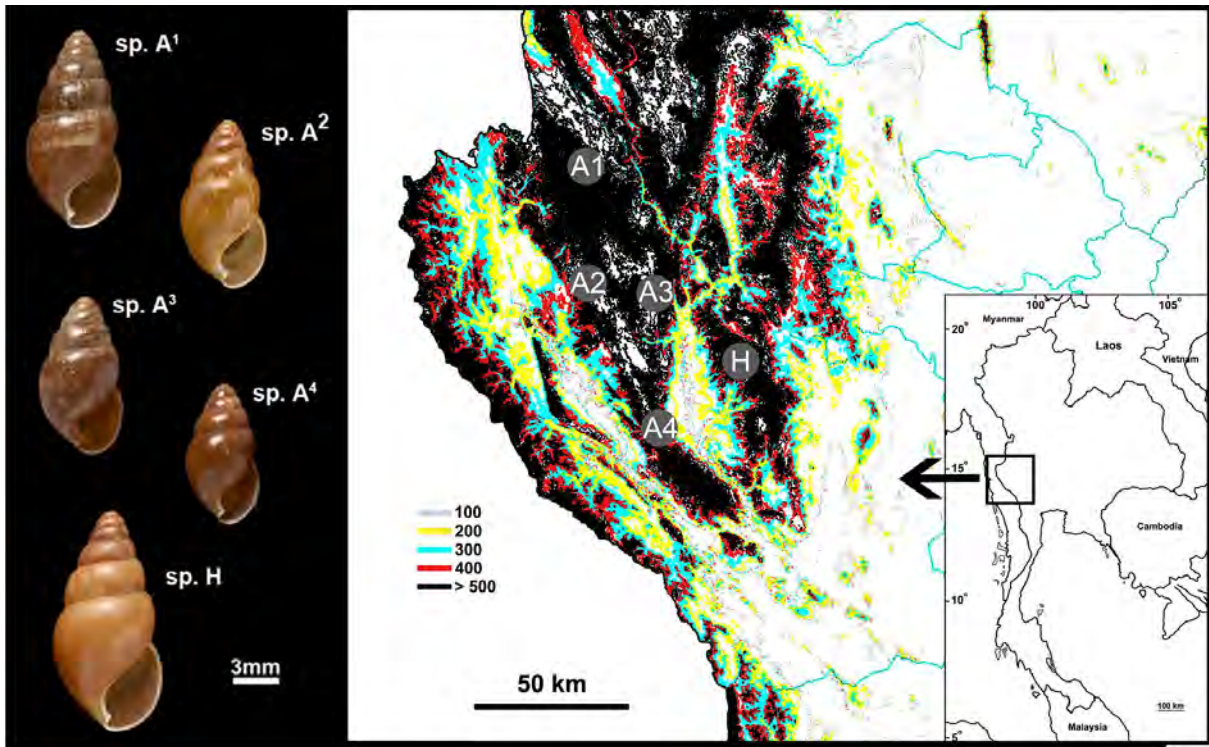 sp. A¹
sp. A²
sp. A³
sp. A⁴
sp. H
3mm
A1
A2
A3
H
A4
100
200
300
400
> 500
50 km
100
105°
20°
15°
10°
5°
Myanmar
Laos
Vietnam
Cambodia
Malaysia
100 km